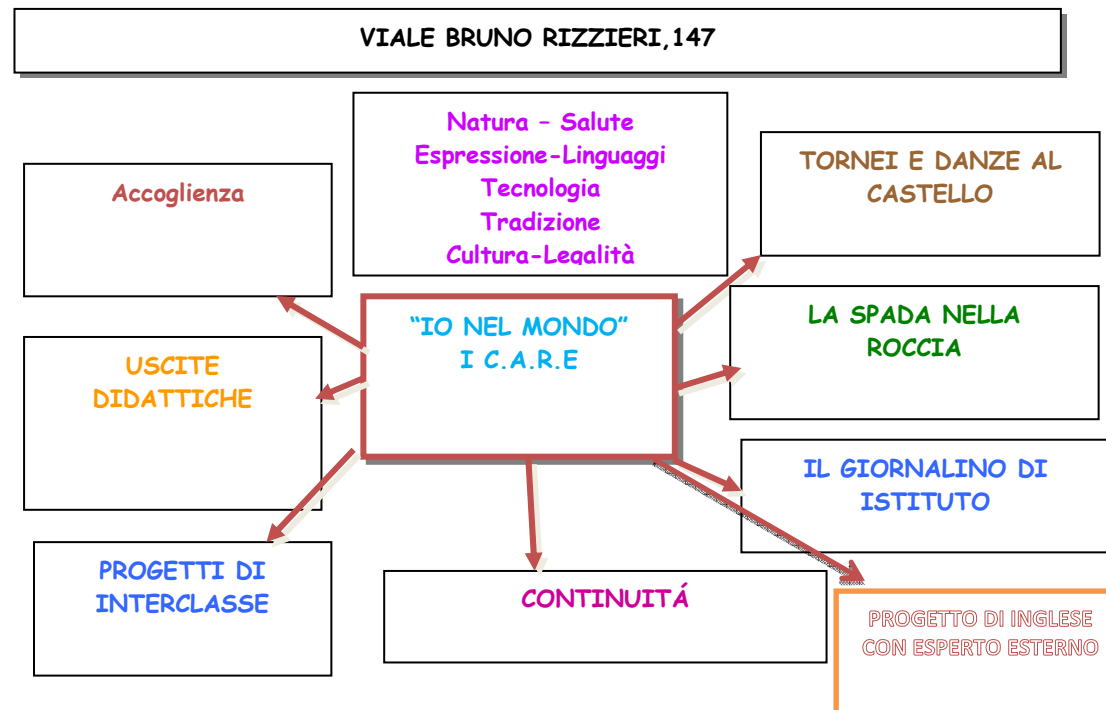 VIALE BRUNO RIZZIERI,147
Natura – Salute
Espressione-Linguaggi
Tecnologia
Tradizione
Cultura-Legalità
Accoglienza
TORNEI E DANZE AL
CASTELLO
"IO NEL MONDO"
I C.A.R.E
LA SPADA NELLA
ROCCIA
USCITE
DIDATTICHE
IL GIORNALINO DI
ISTITUTO
PROGETTI DI
INTERCLASSE
CONTINUITÁ
PROGETTO DI INGLESE
CON ESPERTO ESTERNO